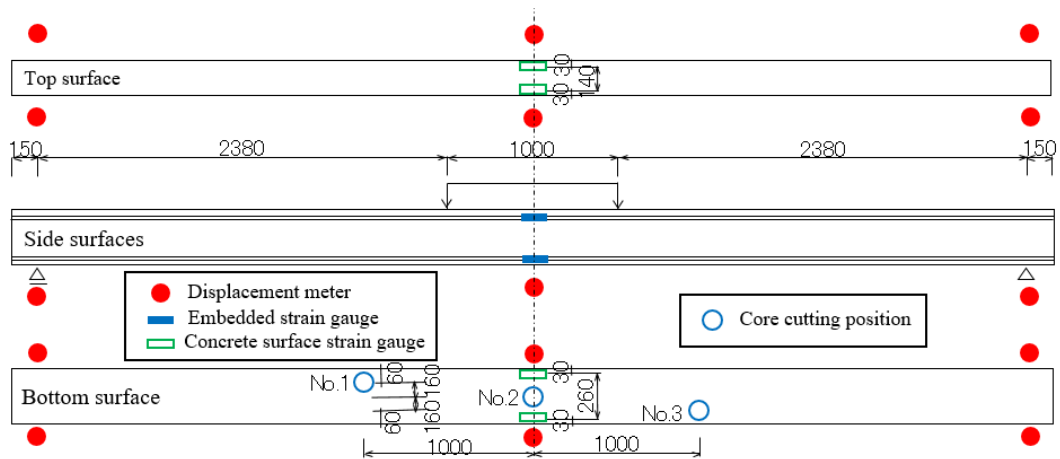 30
Top surface
140
30
150
2380
1000
2380
150
Side surfaces
Displacement meter
Embedded strain gauge
Concrete surface strain gauge
Core cutting position
60
No.1
160
30
Bottom surface
No.2
260
No.3
60
160
30
1000
1000